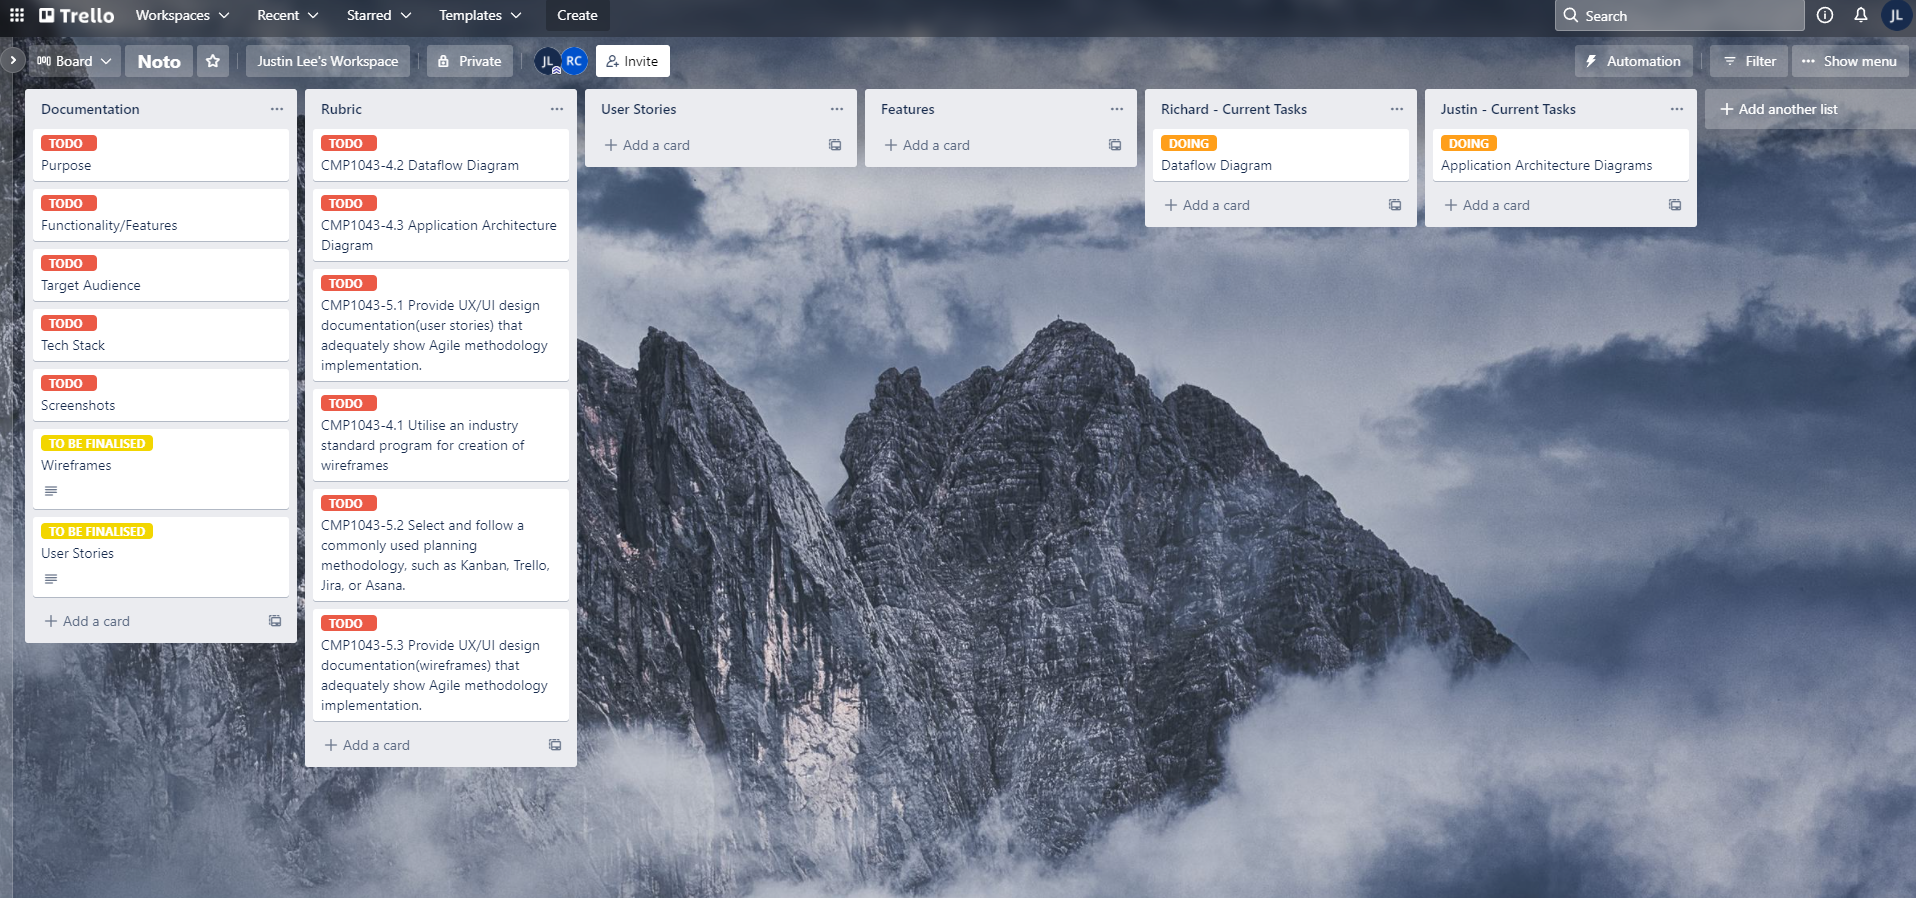 Trello Workspaces Recent Starred Templates Create Search JL
Board Noto Justin Lee's Workspace Private JL RC Invite Automation Filter Show menu
Documentation
TODO
Purpose
TODO
Functionality/Features
TODO
Target Audience
TODO
Tech Stack
TODO
Screenshots
TO BE FINALISED
Wireframes
TO BE FINALISED
User Stories
Add a card
Rubric
TODO
CMP1043-4.2 Dataflow Diagram
TODO
CMP1043-4.3 Application Architecture
Diagram
TODO
CMP1043-5.1 Provide UX/UI design
documentation(user stories) that
adequately show Agile methodology
implementation.
TODO
CMP1043-4.1 Utilise an industry
standard program for creation of
wireframes
TODO
CMP1043-5.2 Select and follow a
commonly used planning
methodology, such as Kanban, Trello,
Jira, or Asana.
TODO
CMP1043-5.3 Provide UX/UI design
documentation(wireframes) that
adequately show Agile methodology
implementation.
Add a card
User Stories
Add a card
Features
Add a card
Richard - Current Tasks
DOING
Dataflow Diagram
Add a card
Justin - Current Tasks
DOING
Application Architecture Diagrams
Add a card
Add another list